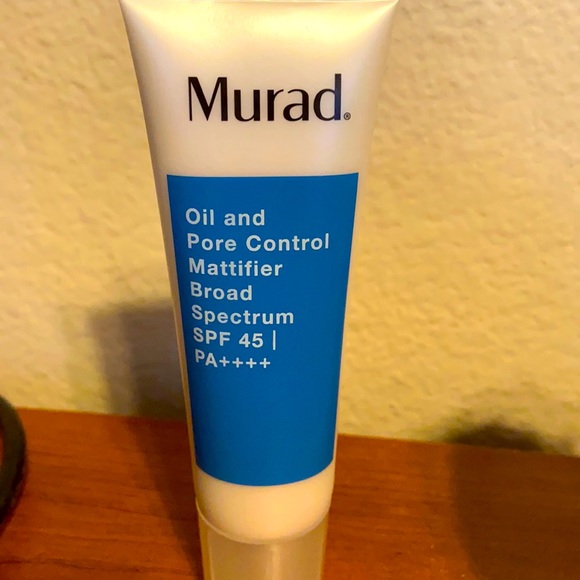 Murad®
Oil and
Pore Control
Mattifier
Broad
Spectrum
SPF 45 |
PA++++